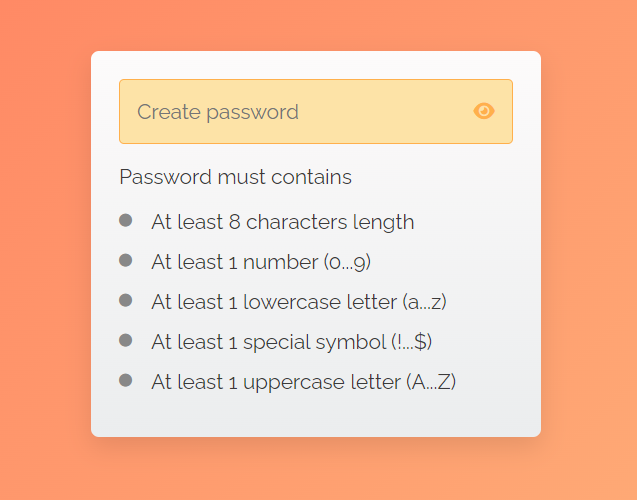 Create password
Password must contains
At least 8 characters length
At least 1 number (0...9)
At least 1 lowercase letter (a...z)
At least 1 special symbol (!...$)
At least 1 uppercase letter (A...Z)